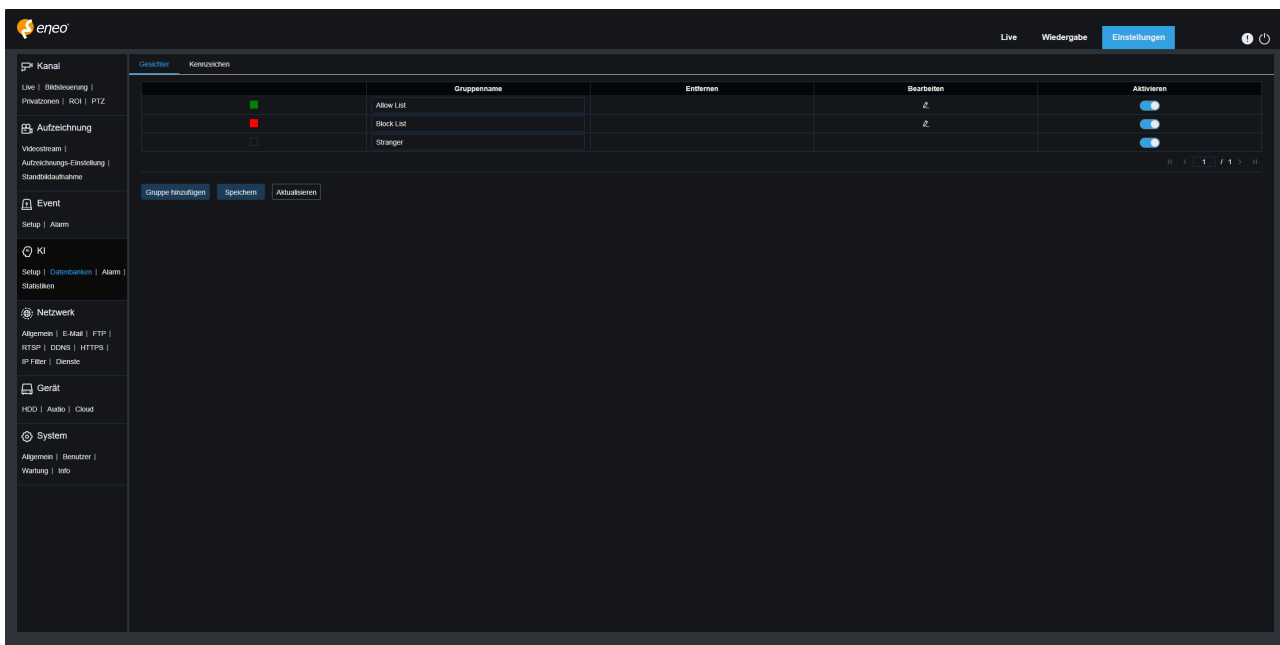 eneo
Live Wiedergabe Einstellungen
Kanal
Live | Bildsteuerung |
Privatzonen | ROI | PTZ
Aufzeichnung
Videostream |
Aufzeichnungs-Einstellung |
Standbildaufnahme
Event
Setup | Alarm
KI
Setup | Datenbanken | Alarm |
Statistiken
Netzwerk
Allgemein | E-Mail | FTP |
RTSP | DDNS | HTTPS |
IP Filter | Dienste
Gerät
HDD | Audio | Cloud
System
Allgemein | Benutzer |
Wartung | Info
Gesichter Kennzeichen
Gruppenname Entfernen Bearbeiten Aktivieren
Allow List
Block List
Stranger
1 / 1
Gruppe hinzufügen Speichern Aktualisieren